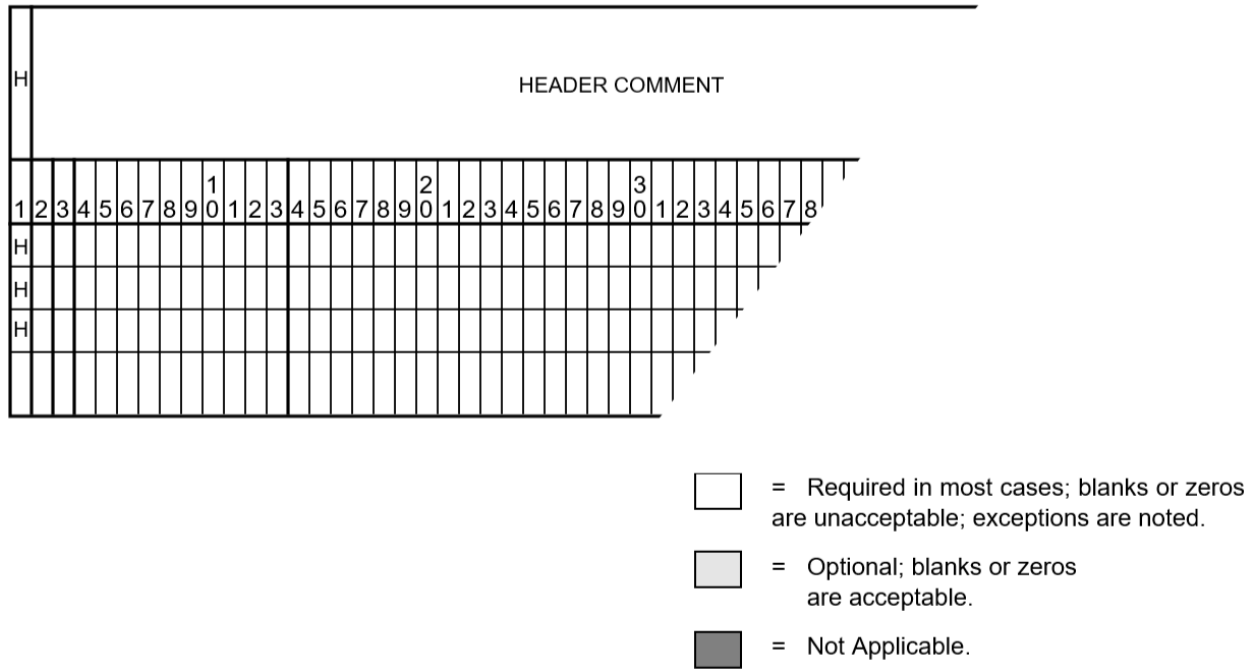 H HEADER COMMENT
1 2 3
1 2 3 4 5 6 7 8 9 0 1 2 3 4 5 6 7 8 9 0 1 2 3 4 5 6 7 8 9 0 1 2 3 4 5 6 7 8
H
H
H
= Required in most cases; blanks or zeros
are unacceptable; exceptions are noted.
= Optional; blanks or zeros
are acceptable.
= Not Applicable.